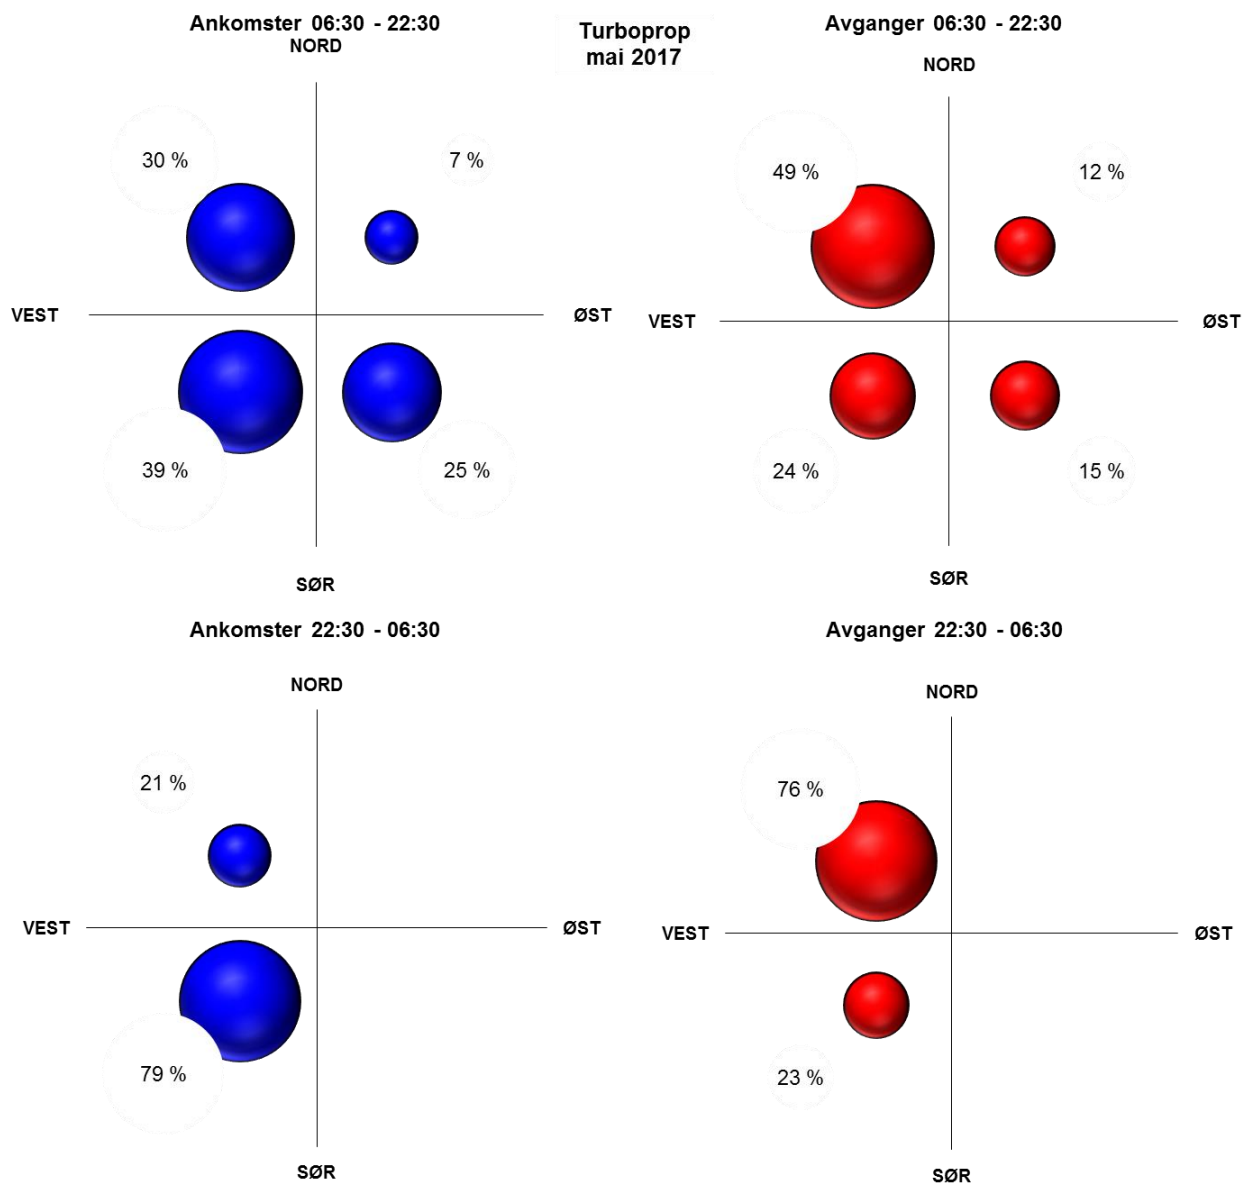 Ankomster 06:30 - 22:30
NORD
30 %
7 %
VEST
ØST
39 %
25 %
SØR
Turboprop
mai 2017
Avganger 06:30 - 22:30
NORD
49 %
12 %
VEST
ØST
24 %
15 %
SØR
Ankomster 22:30 - 06:30
NORD
21 %
VEST
ØST
79 %
SØR
Avganger 22:30 - 06:30
NORD
76 %
VEST
ØST
23 %
SØR